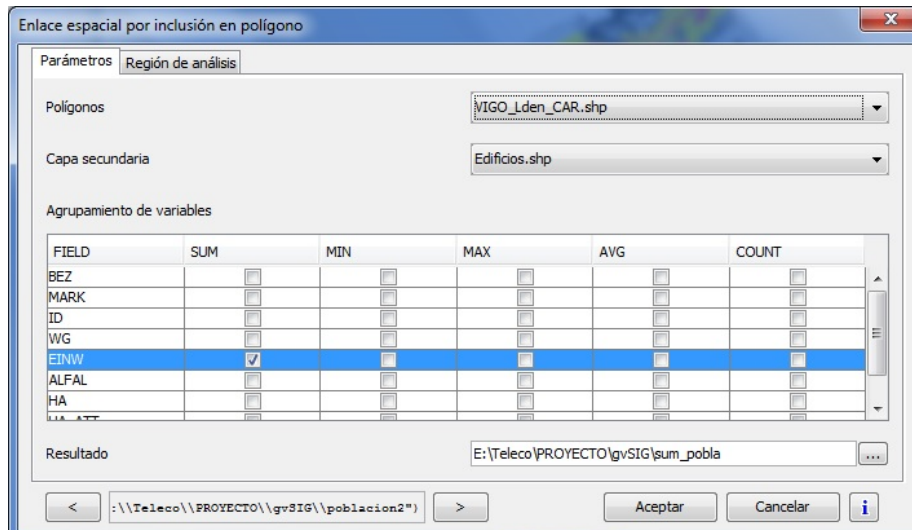 Enlace espacial por inclusión en polígono
Parámetros Región de análisis
Polígonos VIGO_Lden_CAR.shp
Capa secundaria Edificios.shp
Agrupamiento de variables
FIELD SUM MIN MAX AVG COUNT
BEZ
MARK
ID
WG
EINW
ALFAL
HA
HA_ATT
Resultado E:\Teleco\PROYECTO\gvSIG\sum_pobla ...
< :\\Teleco\\PROYECTO\\gvSIG\\poblacion2") > Aceptar Cancelar i